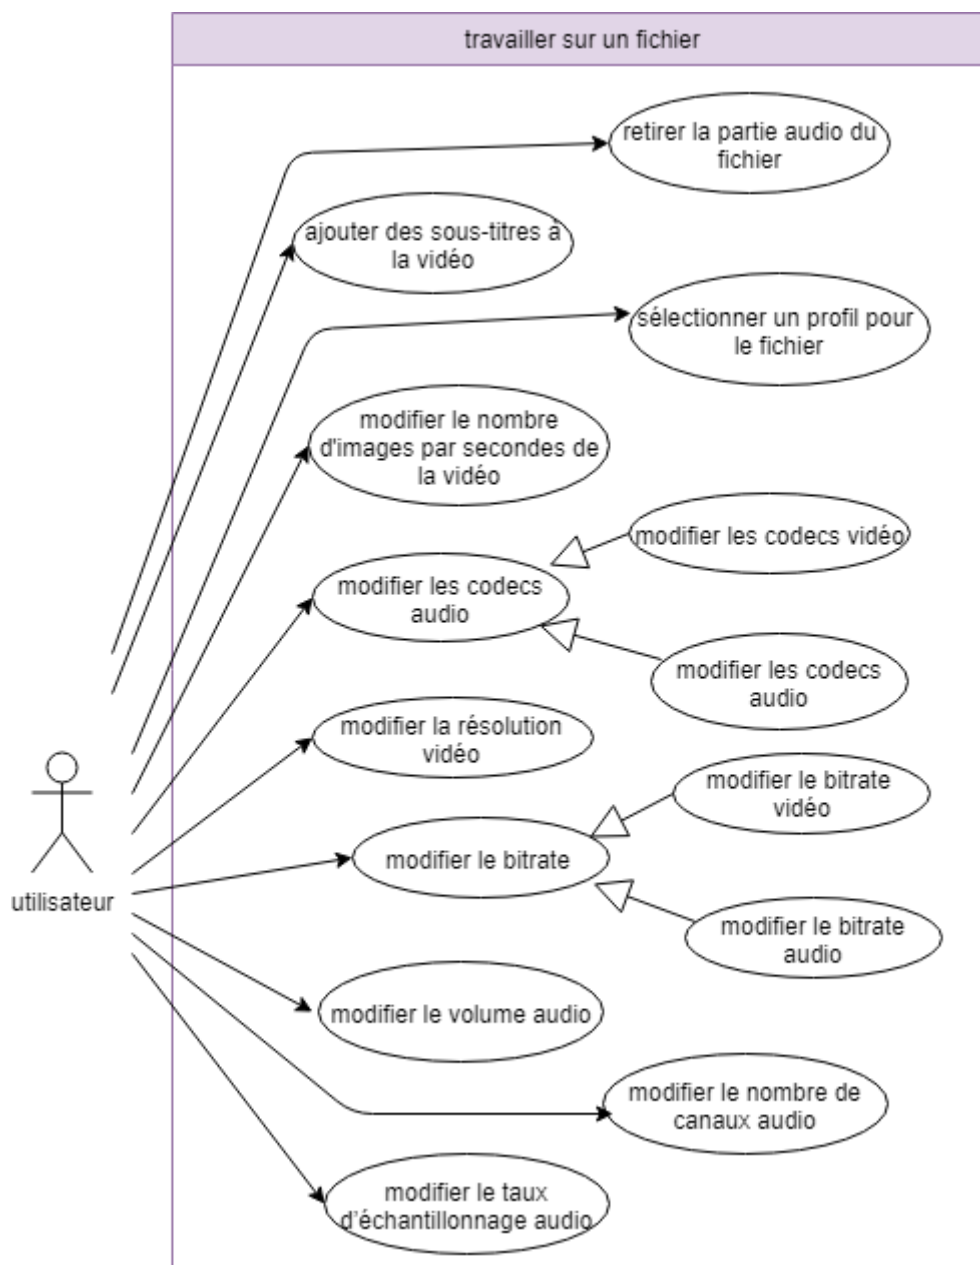 travailler sur un fichier
retirer la partie audio du
fichier
ajouter des sous-titres à
la vidéo
sélectionner un profil pour
le fichier
modifier le nombre
d'images par secondes de
la vidéo
modifier les codecs vidéo
modifier les codecs
audio
modifier les codecs
audio
modifier la résolution
vidéo
modifier le bitrate
vidéo
modifier le bitrate
utilisateur
modifier le bitrate
audio
modifier le volume audio
modifier le nombre de
canaux audio
modifier le taux
d'échantillonnage audio